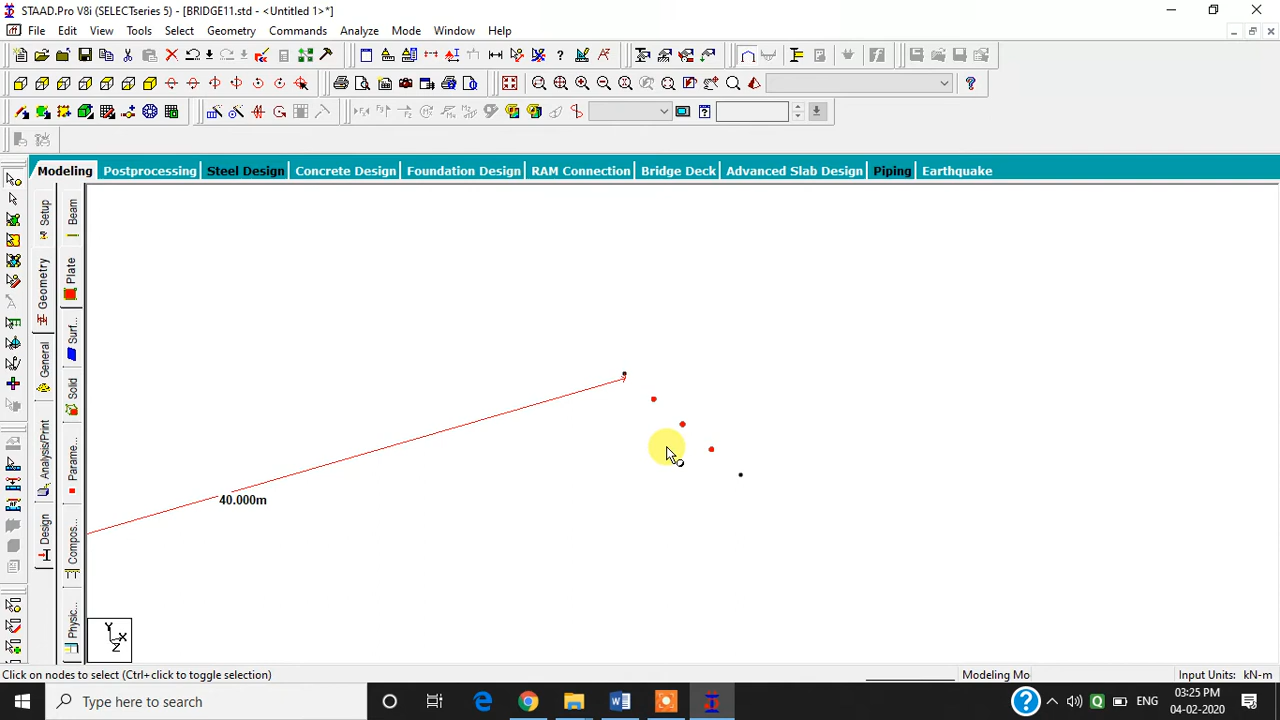 STAAD.Pro V8i (SELECTseries 5) - [BRIDGE11.std - <Untitled 1>*]
File Edit View Tools Select Geometry Commands Analyze Mode Window Help
Modeling Postprocessing Steel Design Concrete Design Foundation Design RAM Connection Bridge Deck Advanced Slab Design Piping Earthquake
Setup
Geometry
General
Analysis/Print
Design
Beam
Plate
Surf...
Solid
Parame...
Compos...
Physic...
40.000m
Y
X
Z
Click on nodes to select (Ctrl+click to toggle selection)
Modeling Mo
Input Units: kN-m
Type here to search
ENG
03:25 PM
04-02-2020